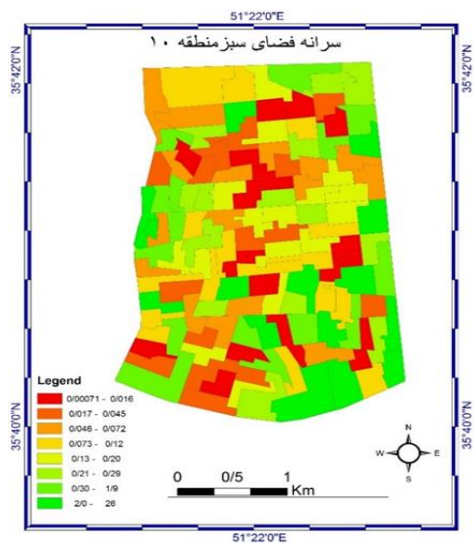 51°22'0"E
سرانه فضای سبزمنطقه ۱۰
35°42'0"N
35°42'0"N
Legend
0/00071 - 0/016
0/017 - 0/045
0/046 - 0/072
0/073 - 0/12
0/13 - 0/20
0/21 - 0/29
0/30 - 1/9
2/0 - 26
35°40'0"N
35°40'0"N
N
W E
S
0 0/5 1
Km
51°22'0"E